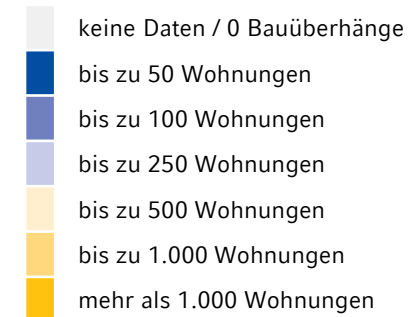 keine Daten / 0 Bauüberhänge
bis zu 50 Wohnungen
bis zu 100 Wohnungen
bis zu 250 Wohnungen
bis zu 500 Wohnungen
bis zu 1.000 Wohnungen
mehr als 1.000 Wohnungen